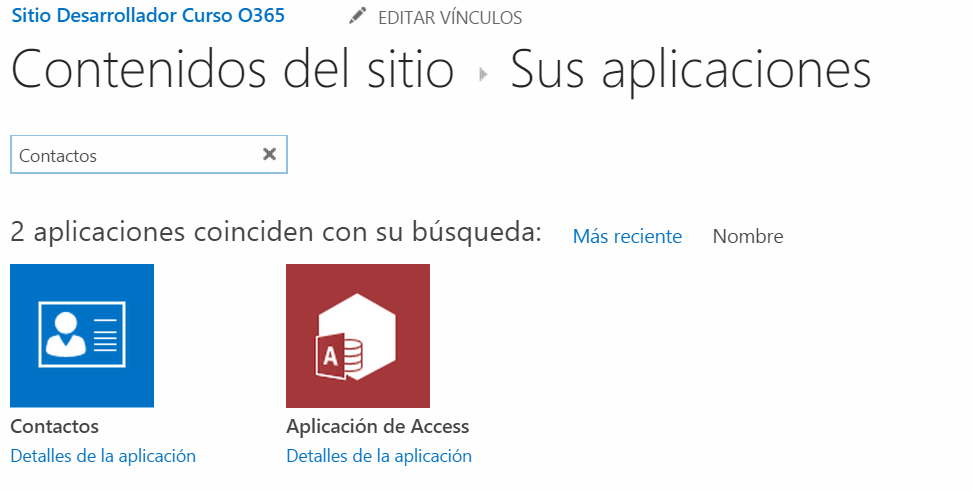 Sitio Desarrollador Curso O365 EDITAR VÍNCULOS
Contenidos del sitio ▸ Sus aplicaciones
Contactos ×
2 aplicaciones coinciden con su búsqueda: Más reciente Nombre
A
Contactos Aplicación de Access
Detalles de la aplicación Detalles de la aplicación